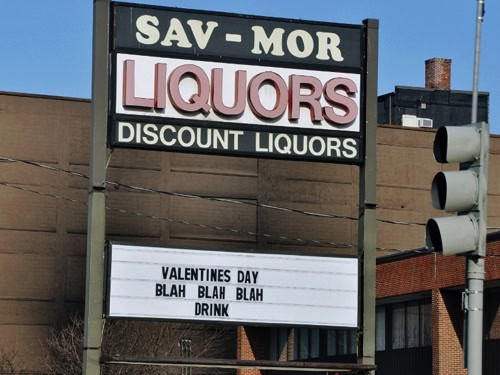 SAV-MOR
LIQUORS
DISCOUNT LIQUORS
VALENTINES DAY
BLAH BLAH BLAH
DRINK